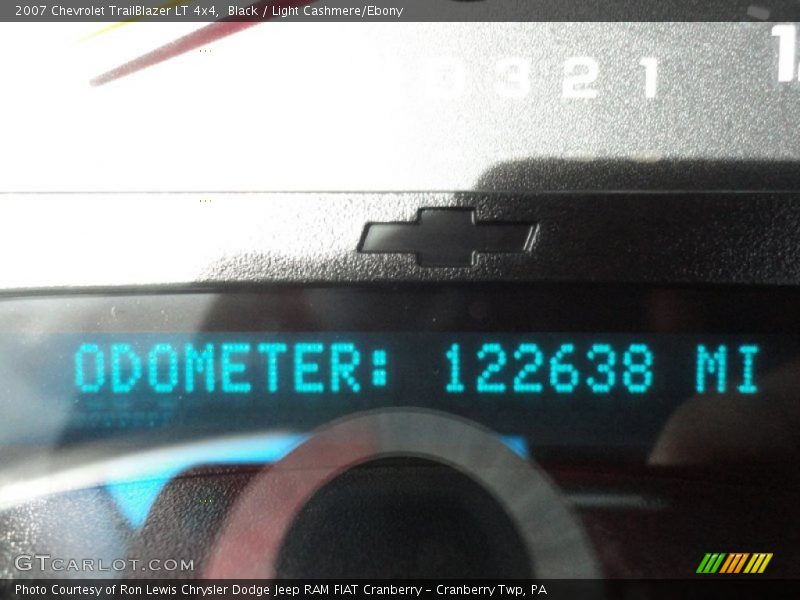 2007 Chevrolet TrailBlazer LT 4x4,  Black / Light Cashmere/Ebony
D 3 2 1
ODOMETER: 122638 MI
GTCARLOT.COM
Photo Courtesy of Ron Lewis Chrysler Dodge Jeep RAM FIAT Cranberry – Cranberry Twp, PA